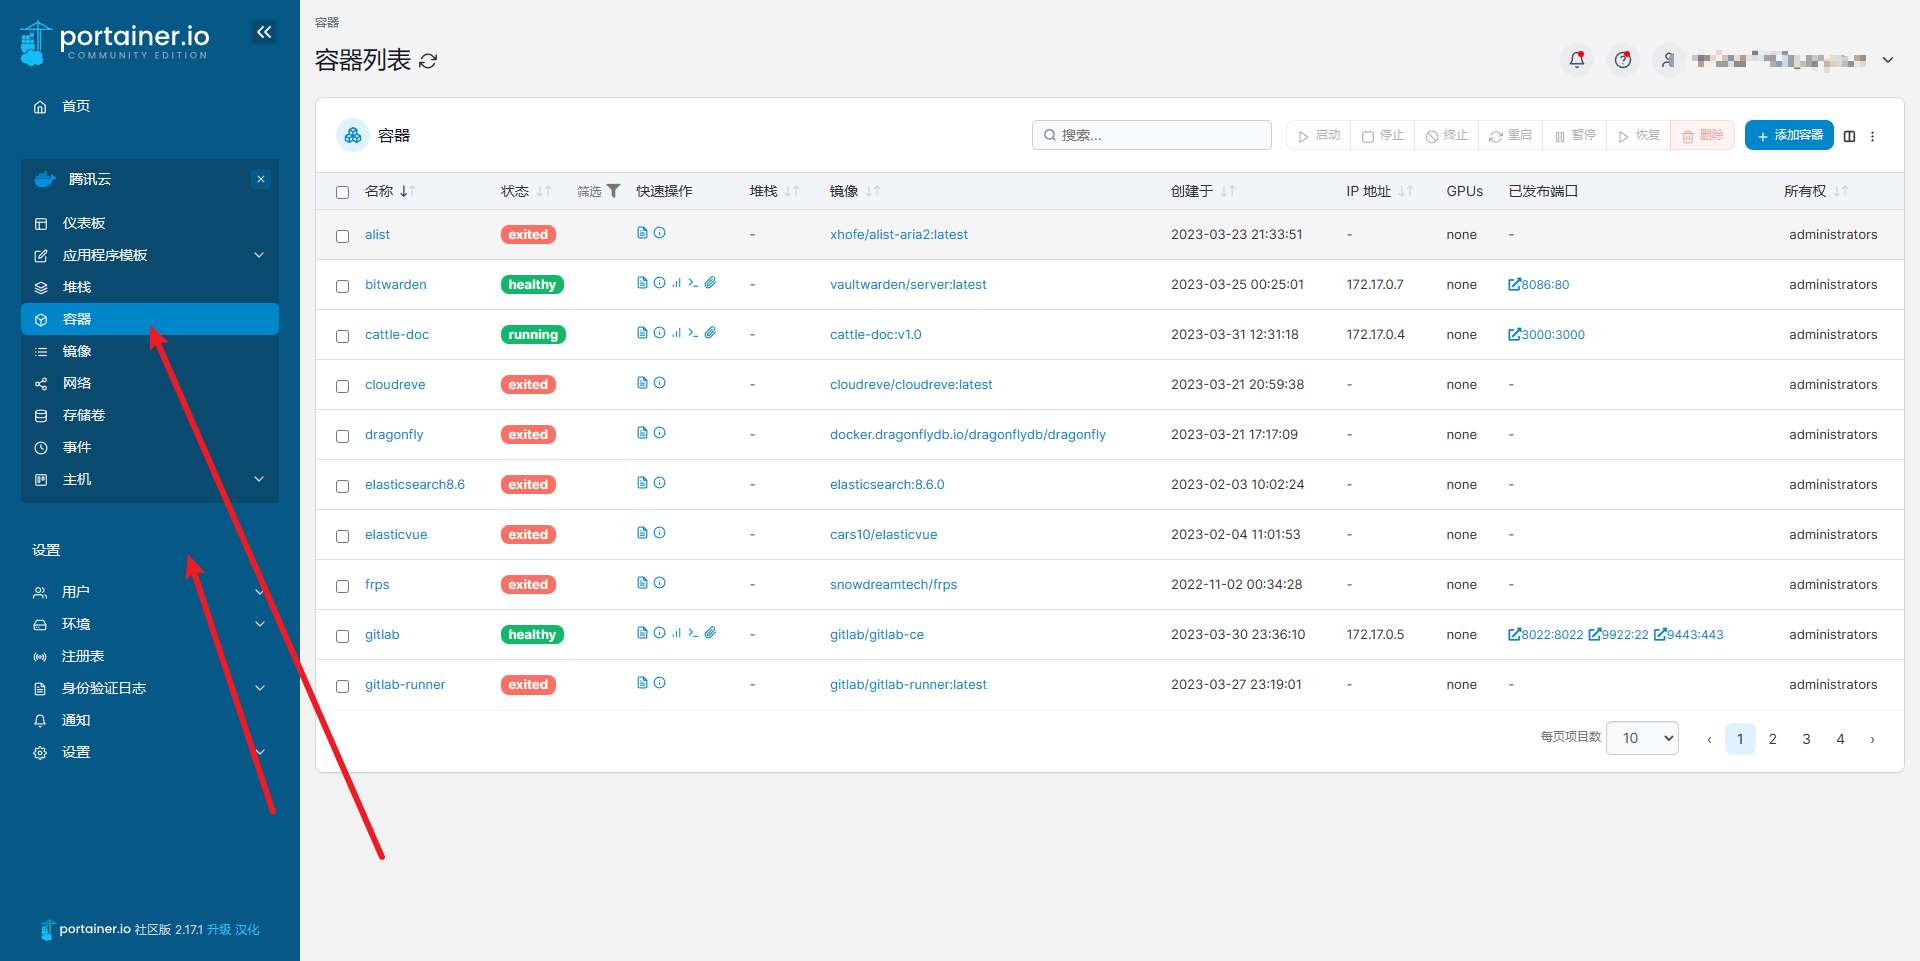 portainer.io
COMMUNITY EDITION
首页
腾讯云
仪表板
应用程序模板
堆栈
容器
镜像
网络
存储卷
事件
主机
设置
用户
环境
注册表
身份验证日志
通知
设置
portainer.io 社区版 2.17.1 升级 汉化
容器
容器列表
容器
搜索...
启动 停止 终止 重启 暂停 恢复 删除 + 添加容器
名称 状态 筛选 快速操作 堆栈 镜像 创建于 IP 地址 GPUs 已发布端口 所有权
alist exited - xhofe/alist-aria2:latest 2023-03-23 21:33:51 - none - administrators
bitwarden healthy - vaultwarden/server:latest 2023-03-25 00:25:01 172.17.0.7 none 8086:80 administrators
cattle-doc running - cattle-doc:v1.0 2023-03-31 12:31:18 172.17.0.4 none 3000:3000 administrators
cloudreve exited - cloudreve/cloudreve:latest 2023-03-21 20:59:38 - none - administrators
dragonfly exited - docker.dragonflydb.io/dragonflydb/dragonfly 2023-03-21 17:17:09 - none - administrators
elasticsearch8.6 exited - elasticsearch:8.6.0 2023-02-03 10:02:24 - none - administrators
elasticvue exited - cars10/elasticvue 2023-02-04 11:01:53 - none - administrators
frps exited - snowdreamtech/frps 2022-11-02 00:34:28 - none - administrators
gitlab healthy - gitlab/gitlab-ce 2023-03-30 23:36:10 172.17.0.5 none 8022:8022 9922:22 9443:443 administrators
gitlab-runner exited - gitlab/gitlab-runner:latest 2023-03-27 23:19:01 - none - administrators
每页项目数 10 ‹ 1 2 3 4 ›